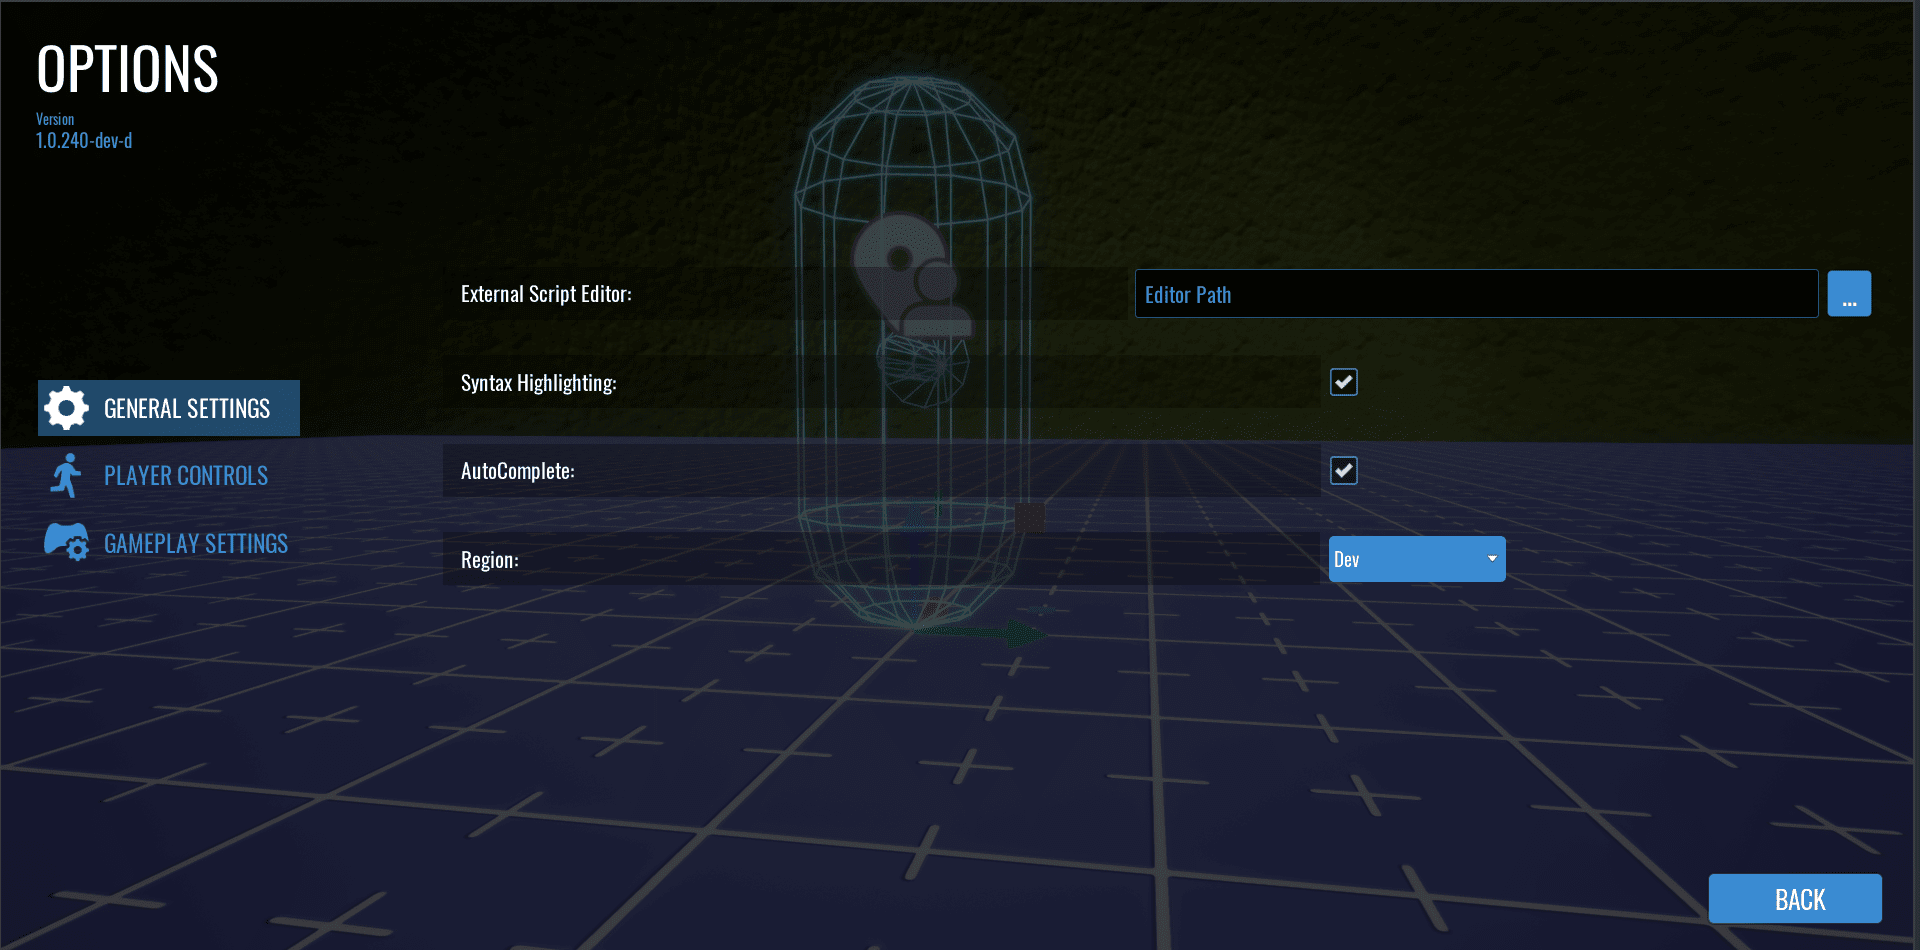 OPTIONS
Version
1.0.240-dev-d
External Script Editor:
Editor Path
...
Syntax Highlighting:
GENERAL SETTINGS
AutoComplete:
PLAYER CONTROLS
Region:
Dev
GAMEPLAY SETTINGS
BACK